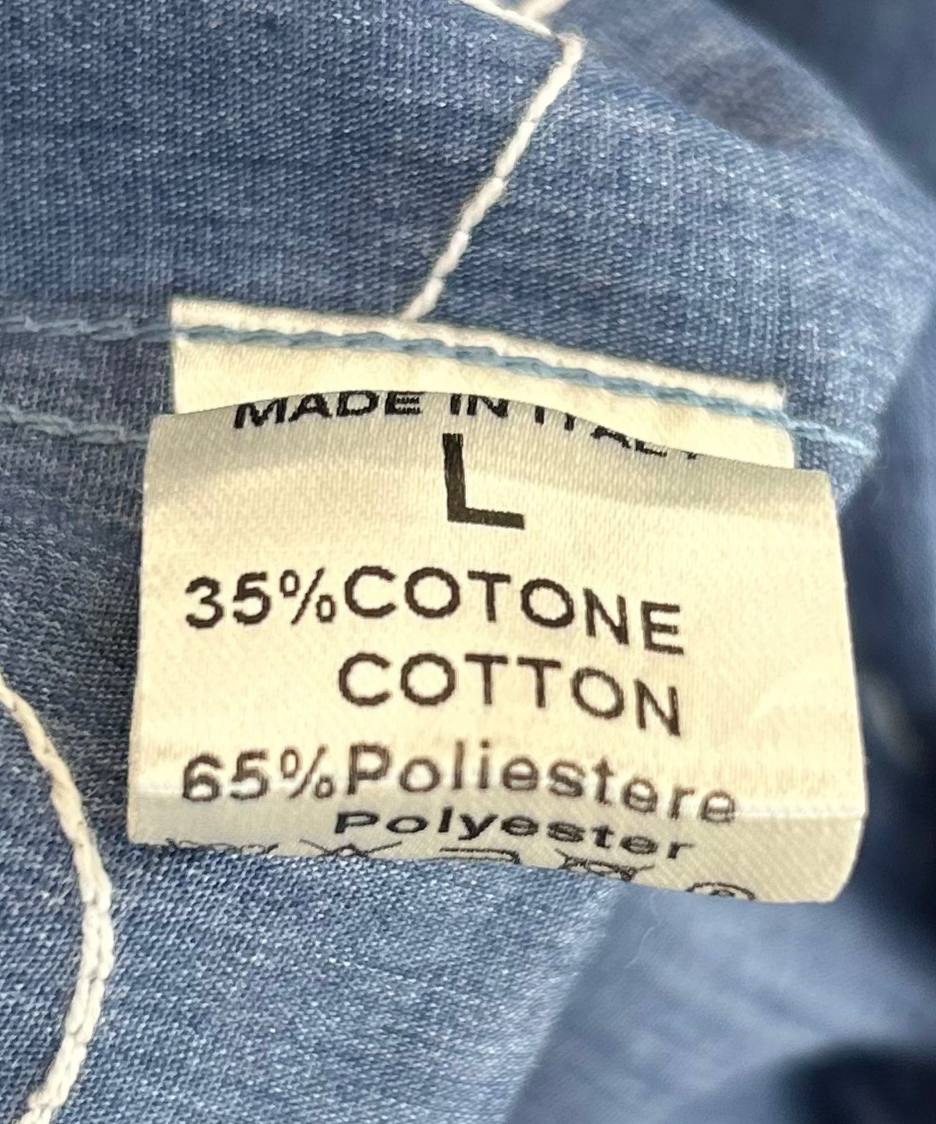 MADE IN ITALY
L
35%COTONE
COTTON
65%Poliestere
Polyester